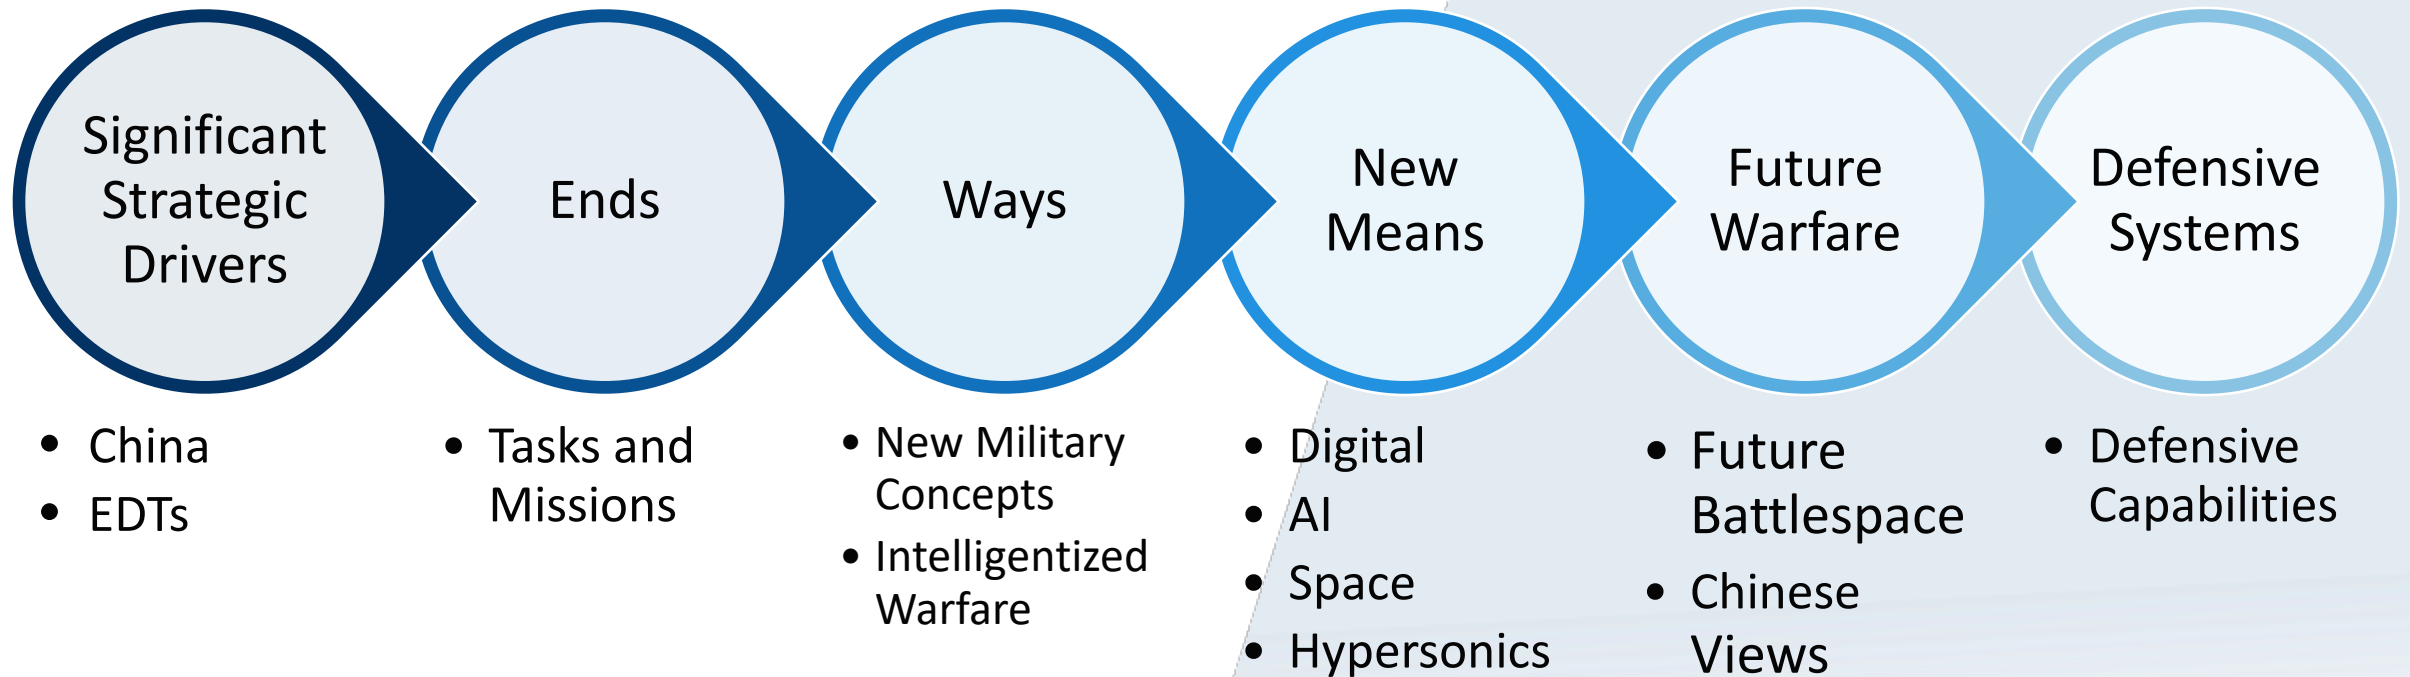 Significant
Strategic
Drivers
Ends
Ways
New
Means
Future
Warfare
Defensive
Systems
• China
• EDTs
• Tasks and
Missions
• New Military
Concepts
• Intelligentized
Warfare
• Digital
• AI
• Space
• Hypersonics
• Future
Battlespace
• Chinese
Views
• Defensive
Capabilities